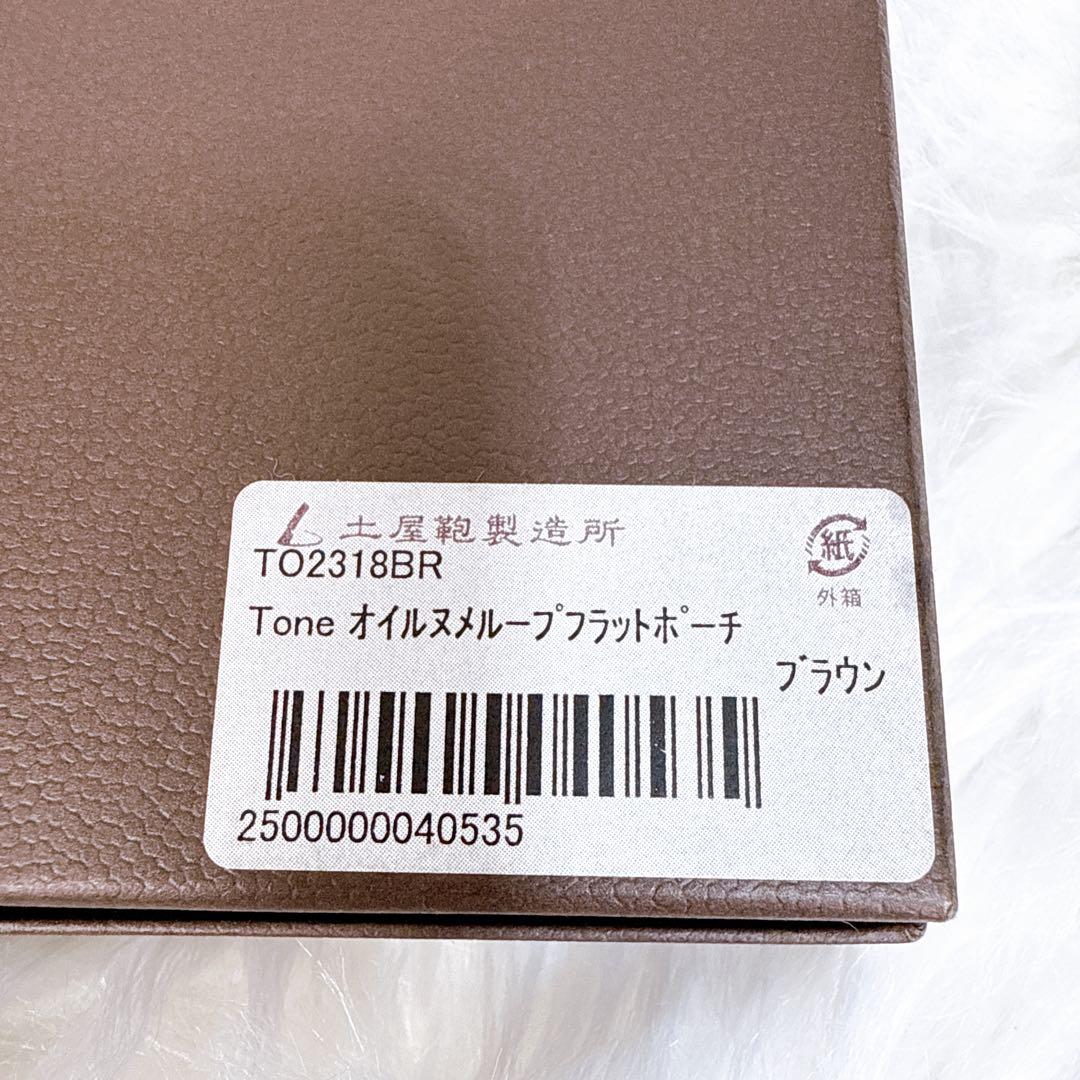 土屋鞄製造所
紙
外箱
TO2318BR
Tone オイルヌメループフラットポーチ
ブラウン
2500000040535